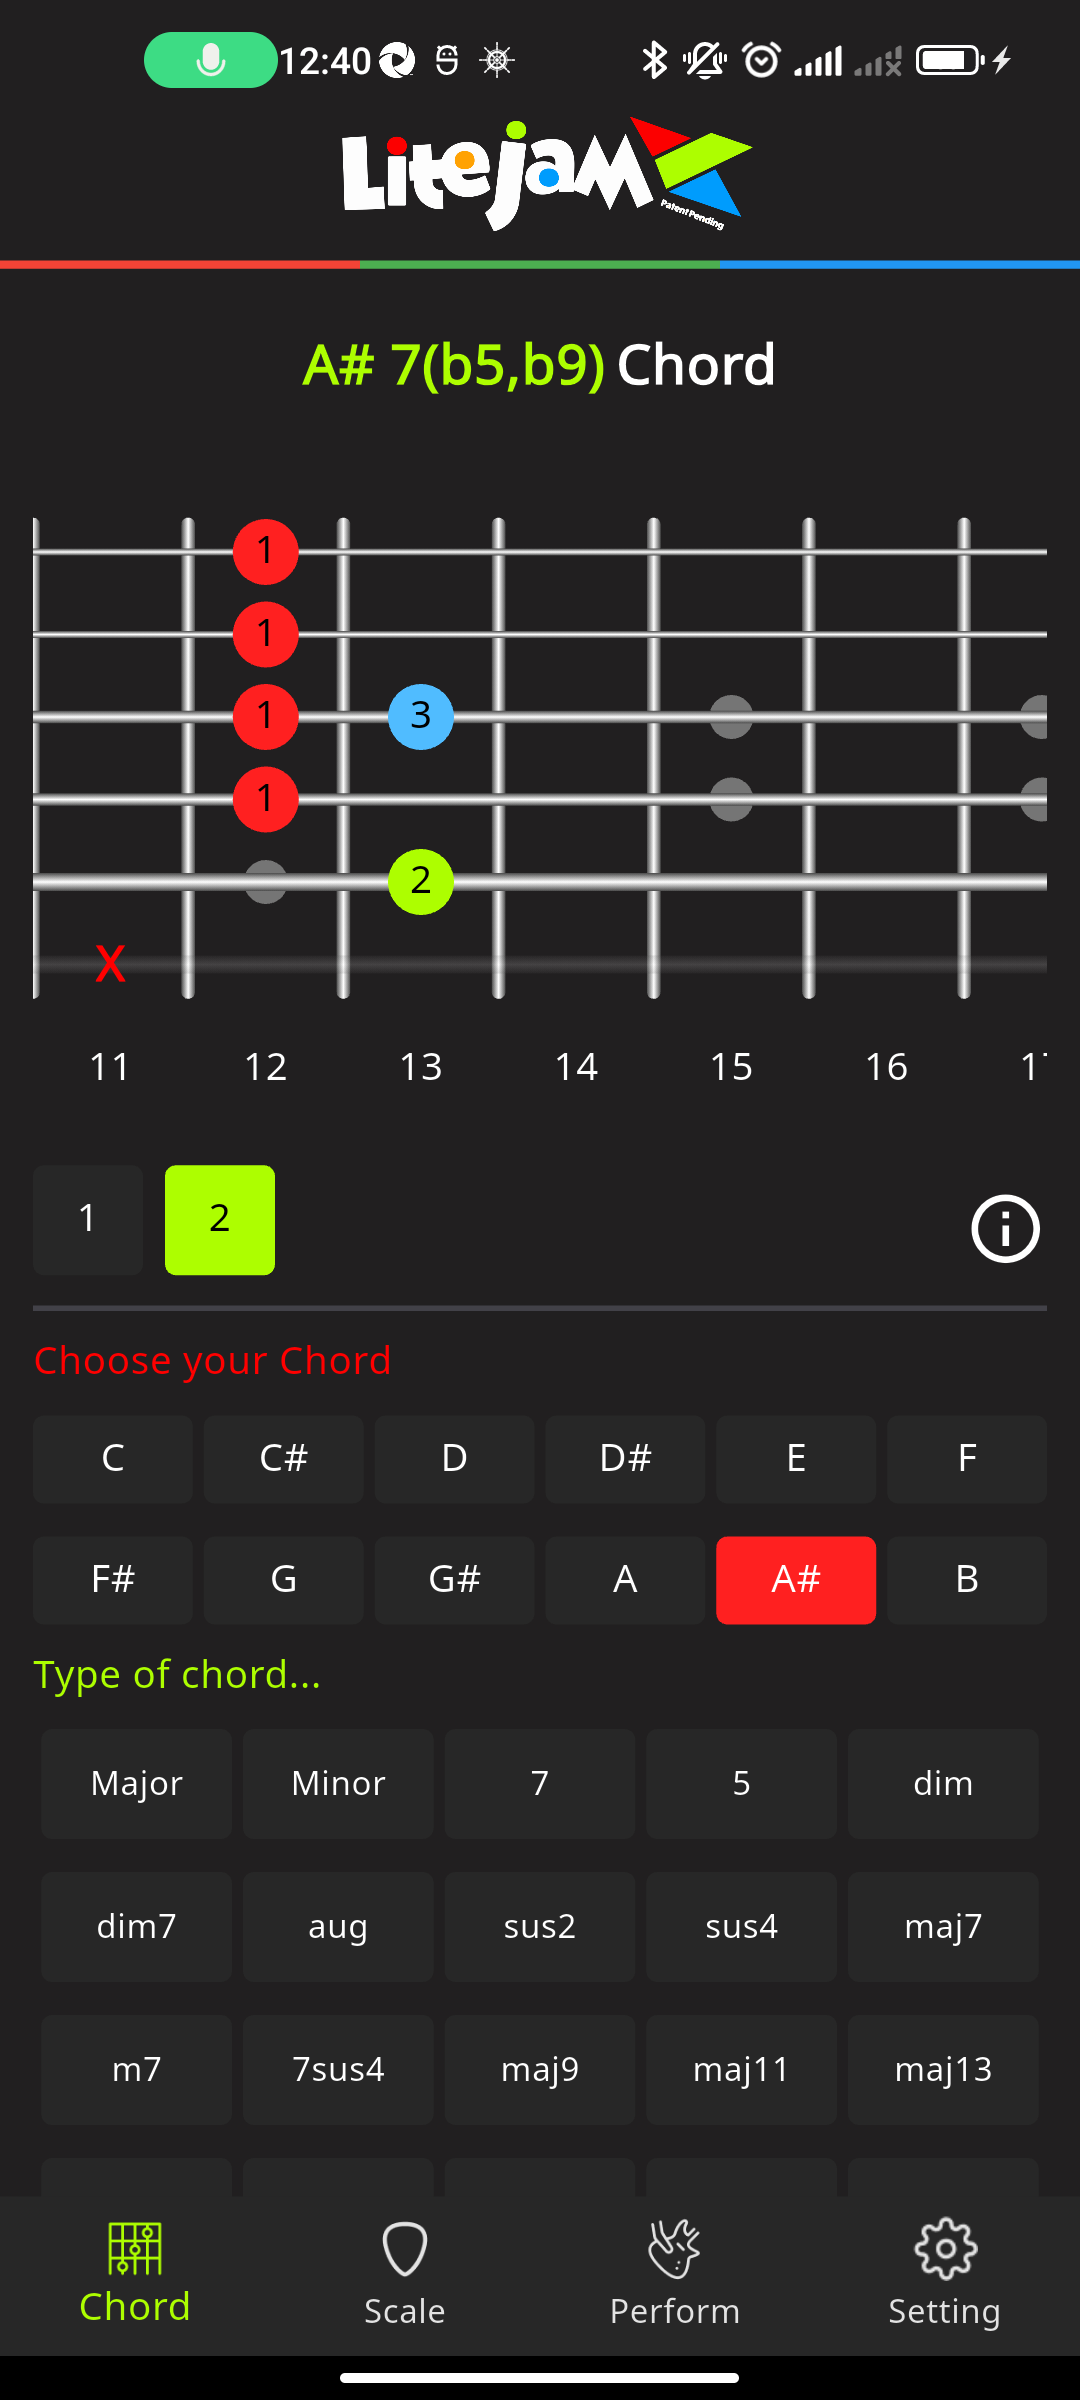 12:40
Litejam
Patent Pending
A# 7(b5,b9) Chord
1
1
1 3
1
2
X
11 12 13 14 15 16
1 2
Choose your Chord
C C# D D# E F
F# G G# A A# B
Type of chord...
Major Minor 7 5 dim
dim7 aug sus2 sus4 maj7
m7 7sus4 maj9 maj11 maj13
Chord Scale Perform Setting